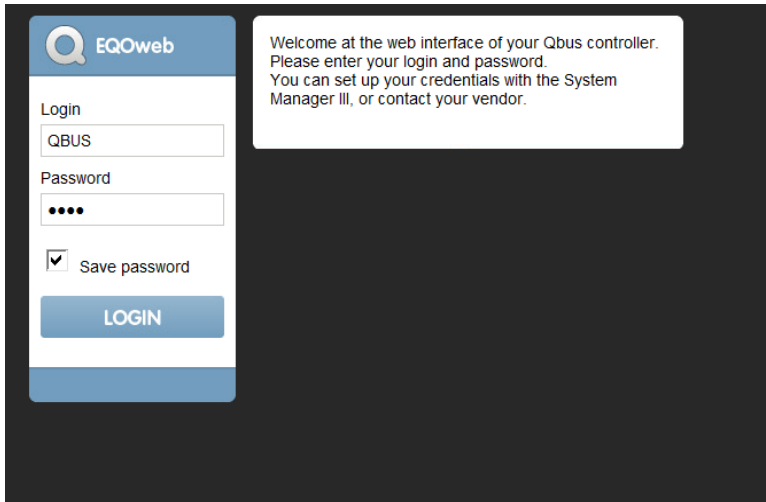 EQOweb
Login
QBUS
Password
••••
Save password
LOGIN
Welcome at the web interface of your Qbus controller.
Please enter your login and password.
You can set up your credentials with the System
Manager III, or contact your vendor.